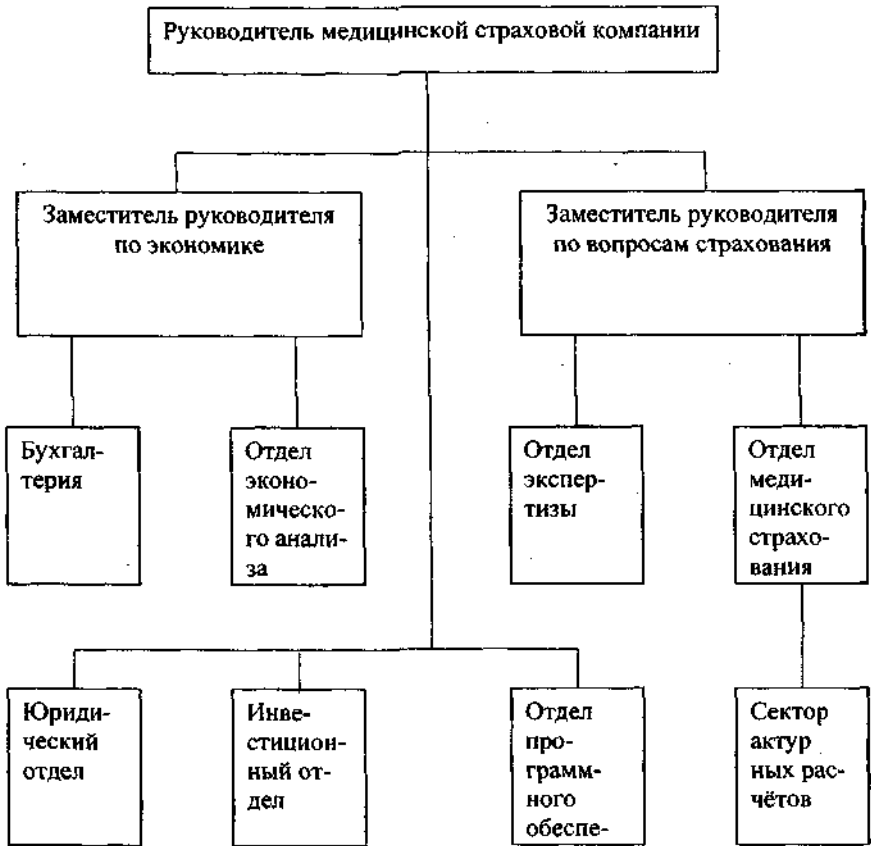 Руководитель медицинской страховой компании
Заместитель руководителя
по экономике
Заместитель руководителя
по вопросам страхования
Бухгал-
терия
Отдел
эконо-
мическо-
го анали-
за
Отдел
экспер-
тизы
Отдел
меди-
цинского
страхо-
вания
Юриди-
ческий
отдел
Инве-
стицион-
ный от-
дел
Отдел
про-
грамм-
ного
обеспе-
Сектор
актур
ных рас-
чётов